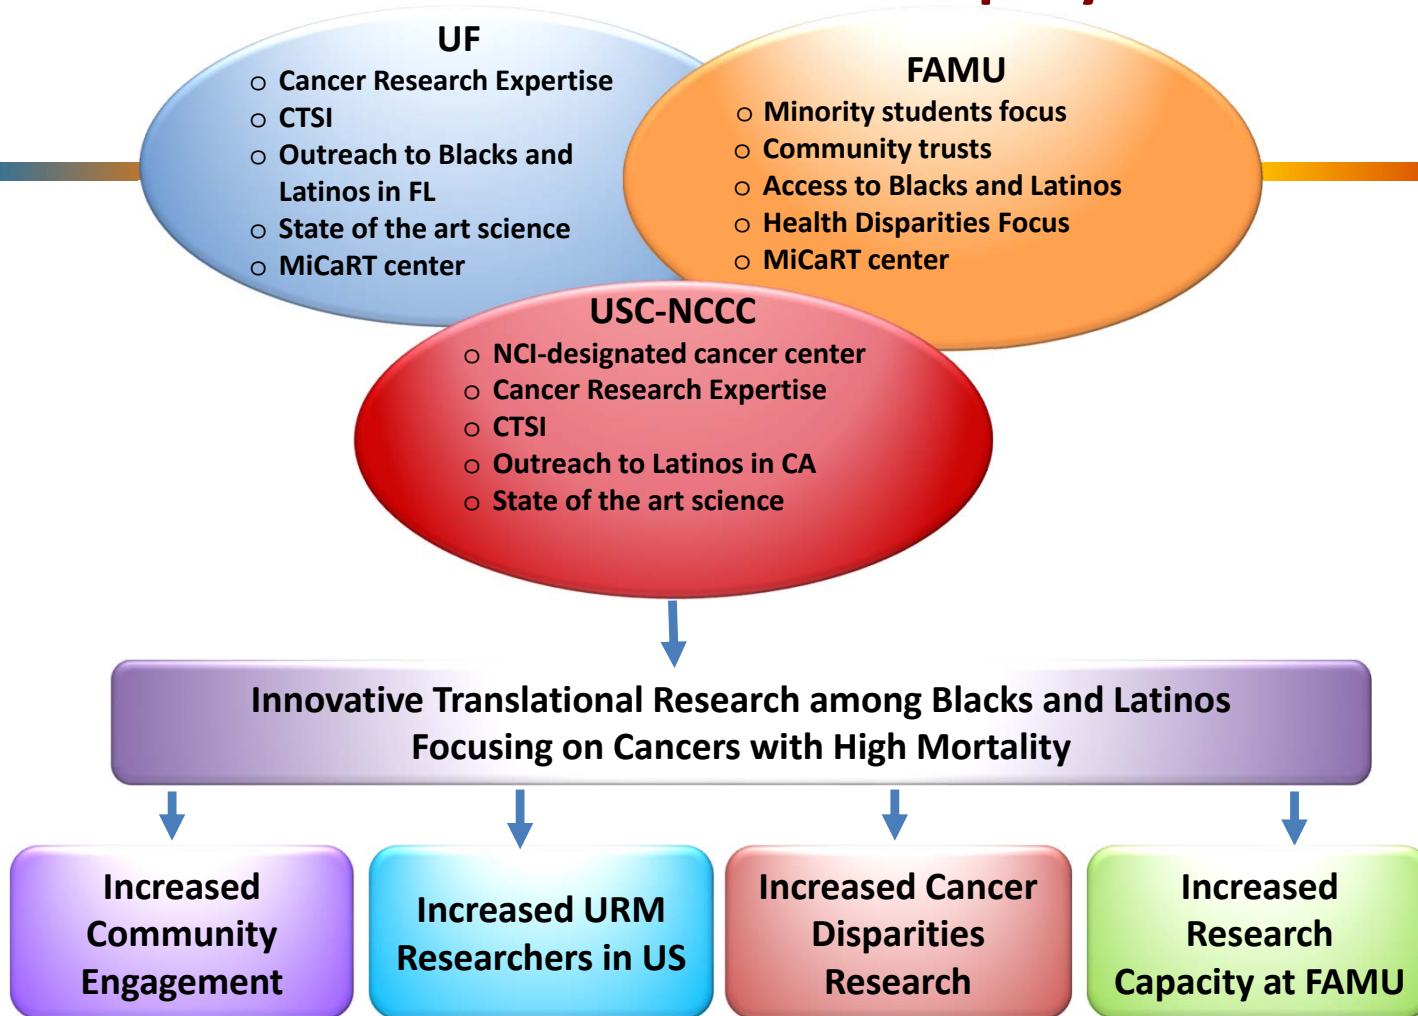 UF
○ Cancer Research Expertise
○ CTSI
○ Outreach to Blacks and
Latinos in FL
○ State of the art science
○ MiCaRT center
FAMU
○ Minority students focus
○ Community trusts
○ Access to Blacks and Latinos
○ Health Disparities Focus
○ MiCaRT center
USC-NCCC
○ NCI-designated cancer center
○ Cancer Research Expertise
○ CTSI
○ Outreach to Latinos in CA
○ State of the art science
Innovative Translational Research among Blacks and Latinos
Focusing on Cancers with High Mortality
Increased
Community
Engagement
Increased URM
Researchers in US
Increased Cancer
Disparities
Research
Increased
Research
Capacity at FAMU